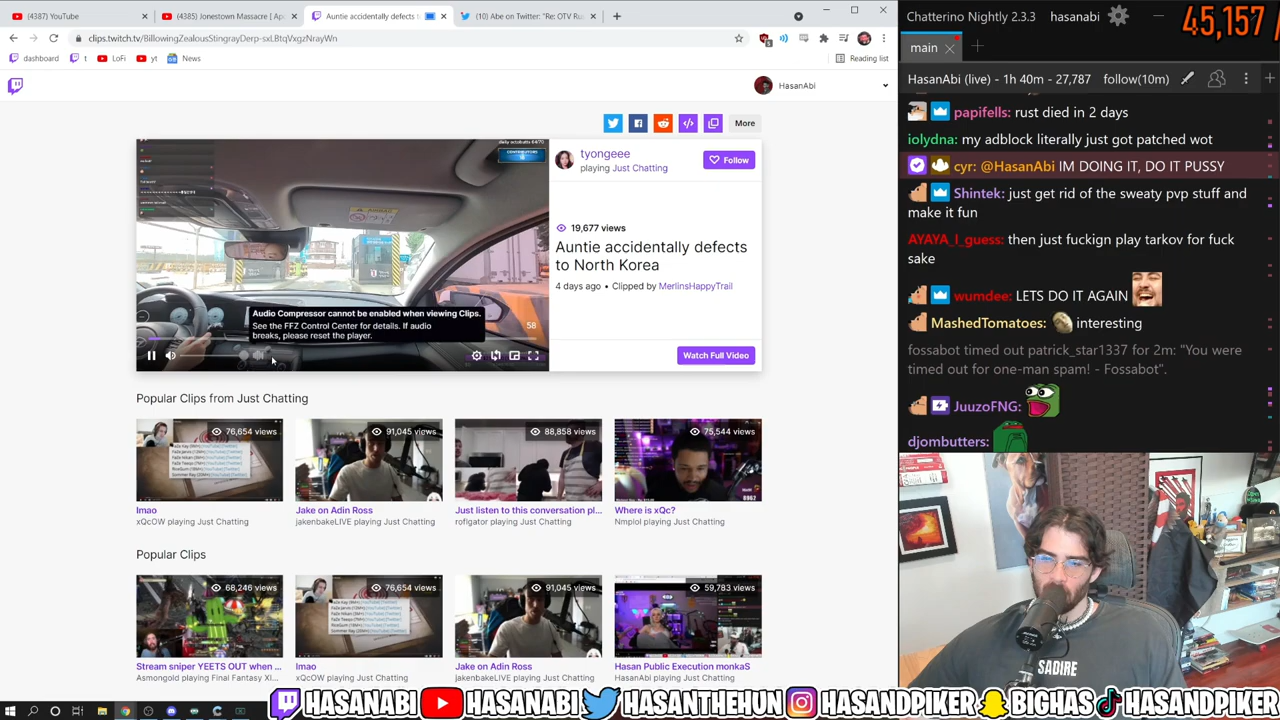 (4387) YouTube
(4385) Jonestown Massacre | Ac
Auntie accidentally defects t
(10) Abe on Twitter: "Re: OTV Ru
Chatterino Nightly 2.3.3
hasanabi
45,157
clips.twitch.tv/BillowingZealousStingrayDerp-sxLBtqVxgzNrayWn
dashboard
t
LoFi
yt
News
Reading list
main
HasanAbi (live) - 1h 40m - 27,787
follow(10m)
HasanAbi
More
papifells: rust died in 2 days
iolydna: my adblock literally just got patched wot
cyr: @HasanAbi IM DOING IT, DO IT PUSSY
Shintek: just get rid of the sweaty pvp stuff and
make it fun
AYAYA_I_guess: then just fuckign play tarkov for fuck
sake
wumdee: LETS DO IT AGAIN
MashedTomatoes: interesting
fossabot timed out patrick_star1337 for 2m: "You were
timed out for one-man spam! - Fossabot".
JuuzoFNG:
djombutters:
tyongeee
playing Just Chatting
Follow
19,677 views
Auntie accidentally defects
to North Korea
4 days ago • Clipped by MerlinsHappyTrail
Watch Full Video
Audio Compressor cannot be enabled when viewing Clips.
See the FFZ Control Center for details. If audio
breaks, please reset the player.
58
Popular Clips from Just Chatting
76,654 views
91,045 views
88,858 views
75,544 views
lmao
xQcOW playing Just Chatting
Jake on Adin Ross
jakenbakeLIVE playing Just Chatting
Just listen to this conversation pl...
roflgator playing Just Chatting
Where is xQc?
Nmplol playing Just Chatting
Popular Clips
68,246 views
76,654 views
91,045 views
59,783 views
Stream sniper YEETS OUT when ...
Asmongold playing Final Fantasy XI...
lmao
xQcOW playing Just Chatting
Jake on Adin Ross
jakenbakeLIVE playing Just Chatting
Hasan Public Execution monkaS
HasanAbi playing Just Chatting
SADIRE
HASANABI
HASANABI
HASANTHEHUN
HASANDPIKER
BIGHAS
HASANDPIKER